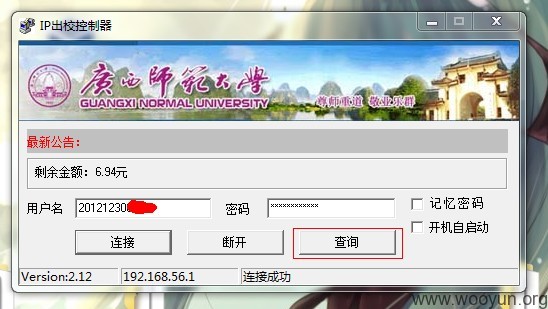 IP出校控制器
廣西師範大學
GUANGXI NORMAL UNIVERSITY
尊师重道 敬业乐群
最新公告:
剩余金额: 6.94元
用户名 20121230 密码 ************ 记忆密码
开机自启动
连接 断开 查询
Version:2.12 192.168.56.1 连接成功
www.wooyun.org